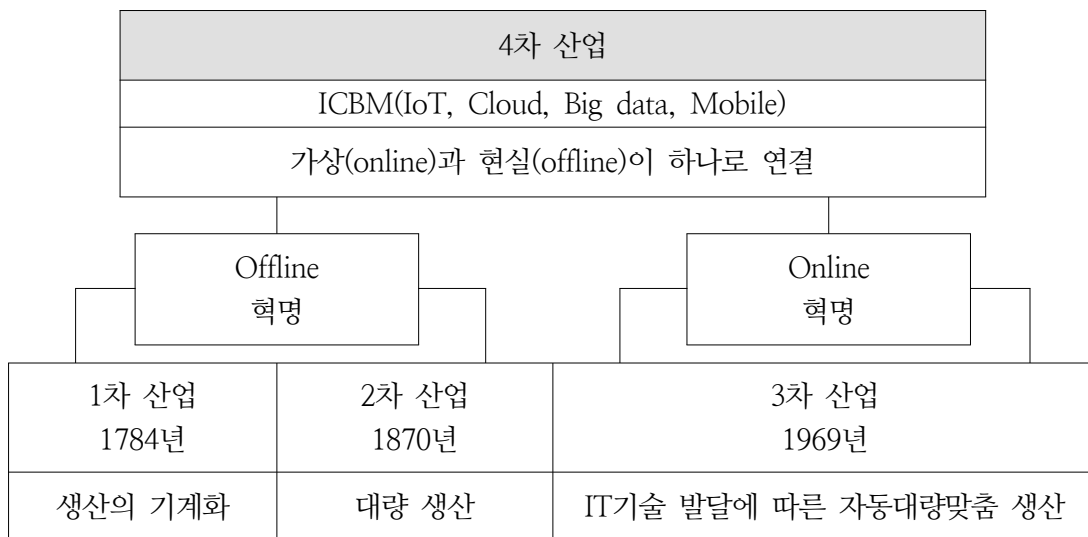 4차 산업
ICBM(IoT, Cloud, Big data, Mobile)
가상(online)과 현실(offline)이 하나로 연결
Offline
혁명
Online
혁명
1차 산업
1784년
2차 산업
1870년
3차 산업
1969년
생산의 기계화
대량 생산
IT기술 발달에 따른 자동대량맞춤 생산